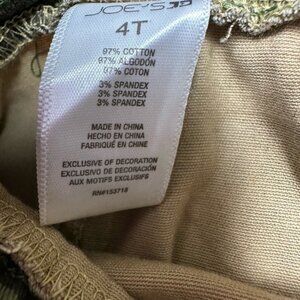 JOE'S
4T
97% COTTON
97% ALGODÓN
97% COTON
3% SPANDEX
3% SPANDEX
3% SPANDEX
MADE IN CHINA
HECHO EN CHINA
FABRIQUÉ EN CHINE
EXCLUSIVE OF DECORATION
EXCLUSIVO DE DECORACIÓN
AUX MOTIFS EXCLUSIFS
RN#153718